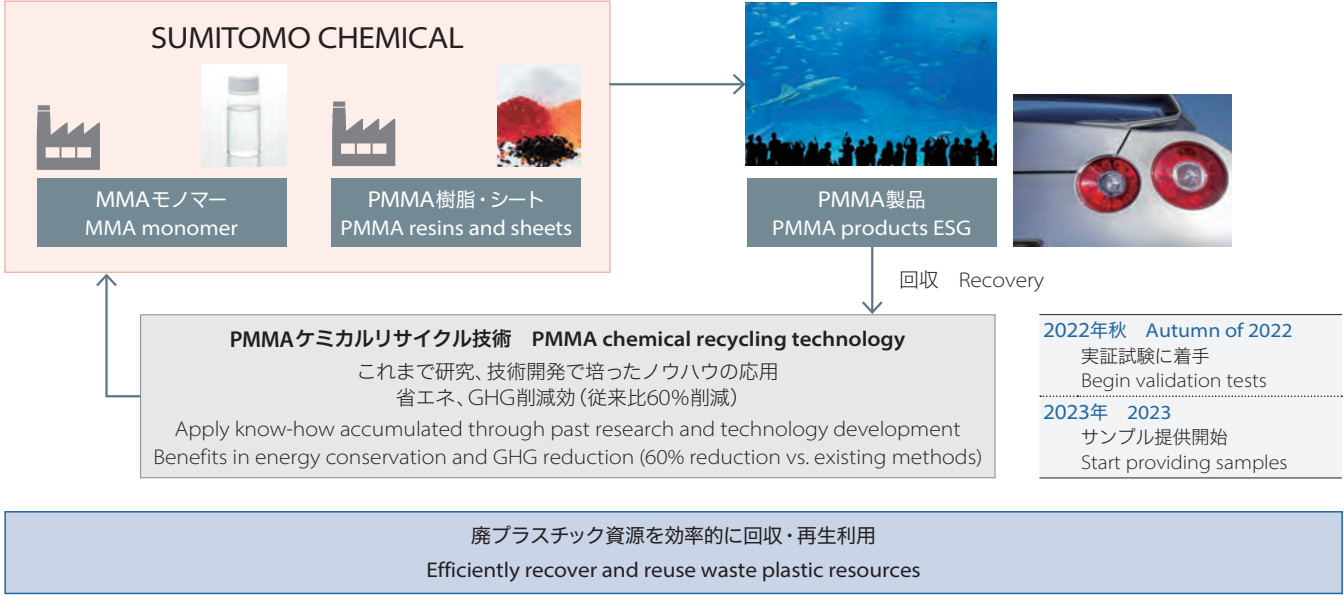 SUMITOMO CHEMICAL
MMAモノマー
MMA monomer
PMMA樹脂・シート
PMMA resins and sheets
PMMA製品
PMMA products ESG
回収 Recovery
PMMAケミカルリサイクル技術 PMMA chemical recycling technology
これまで研究、技術開発で培ったノウハウの応用
省エネ、GHG削減効（従来比60％削減）
Apply know-how accumulated through past research and technology development
Benefits in energy conservation and GHG reduction (60% reduction vs. existing methods)
2022年秋 Autumn of 2022
実証試験に着手
Begin validation tests
2023年 2023
サンプル提供開始
Start providing samples
廃プラスチック資源を効率的に回収・再生利用
Efficiently recover and reuse waste plastic resources